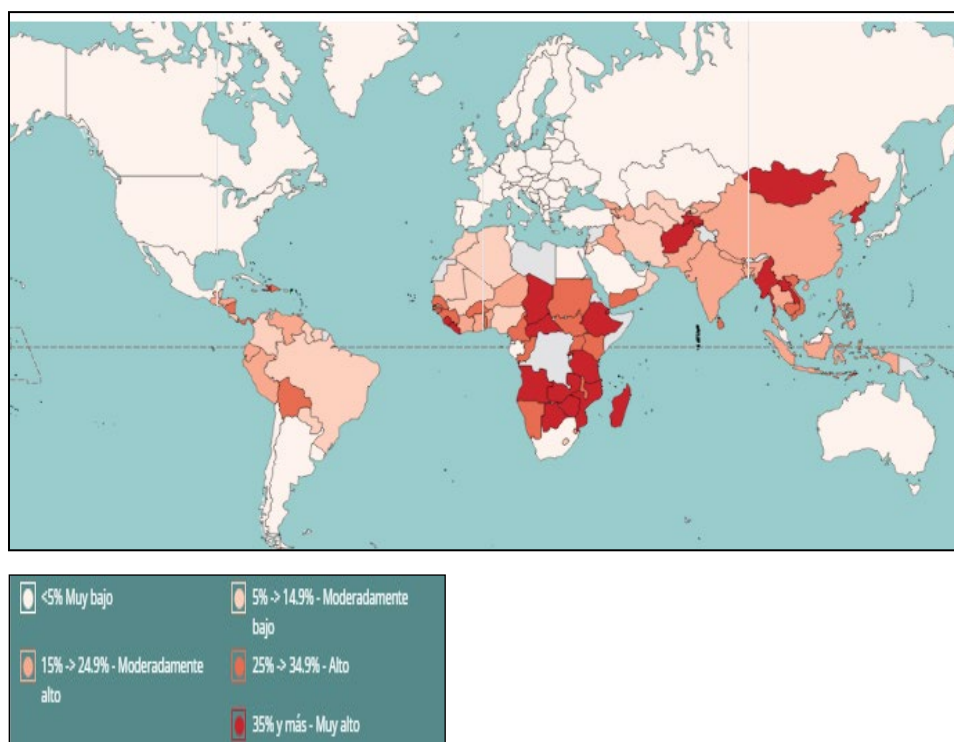 <5% Muy bajo
5% -> 14.9% - Moderadamente
bajo
15% -> 24.9% - Moderadamente
alto
25% -> 34.9% - Alto
35% y más - Muy alto